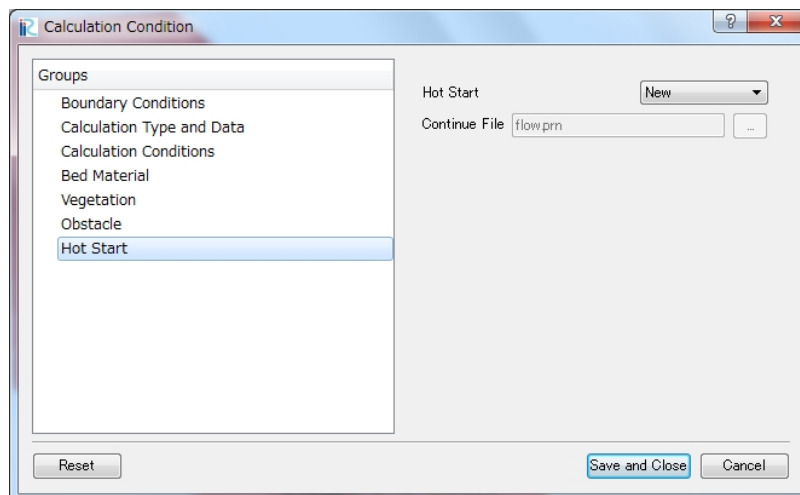 Calculation Condition
Groups
Boundary Conditions
Calculation Type and Data
Calculation Conditions
Bed Material
Vegetation
Obstacle
Hot Start
Hot Start New
Continue File flow.prn ...
Reset Save and Close Cancel